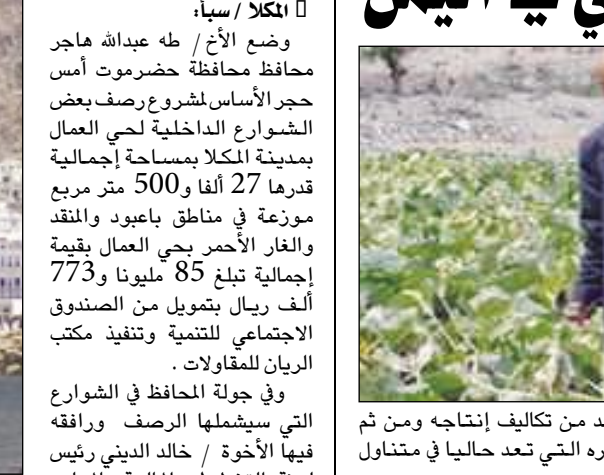 المكلا / سبأ:
وضع الأخ / طه عبدالله هاجر
محافظ محافظة حضرموت أمس
حجر الأساس لمشروع رصف بعض
الشوارع الداخلية لحي العمال
بمدينة المكلا بمساحة إجمالية
قدرها 27 ألفا و500 متر مربع
موزعة في مناطق باعبود والمنقد
والغار الأحمر بحي العمال بقيمة
إجمالية تبلغ 85 مليونا و773
ألف ريال بتمويل من الصندوق
الاجتماعي للتنمية وتنفيذ مكتب
الريان للمقاولات .
وفي جولة المحافظ في الشوارع
التي سيشملها الرصف ورافقه
فيها الأخوة / خالد الديني رئيس
د من تكاليف إنتاجه ومن ثم
ره التي تعد حاليا في متناول